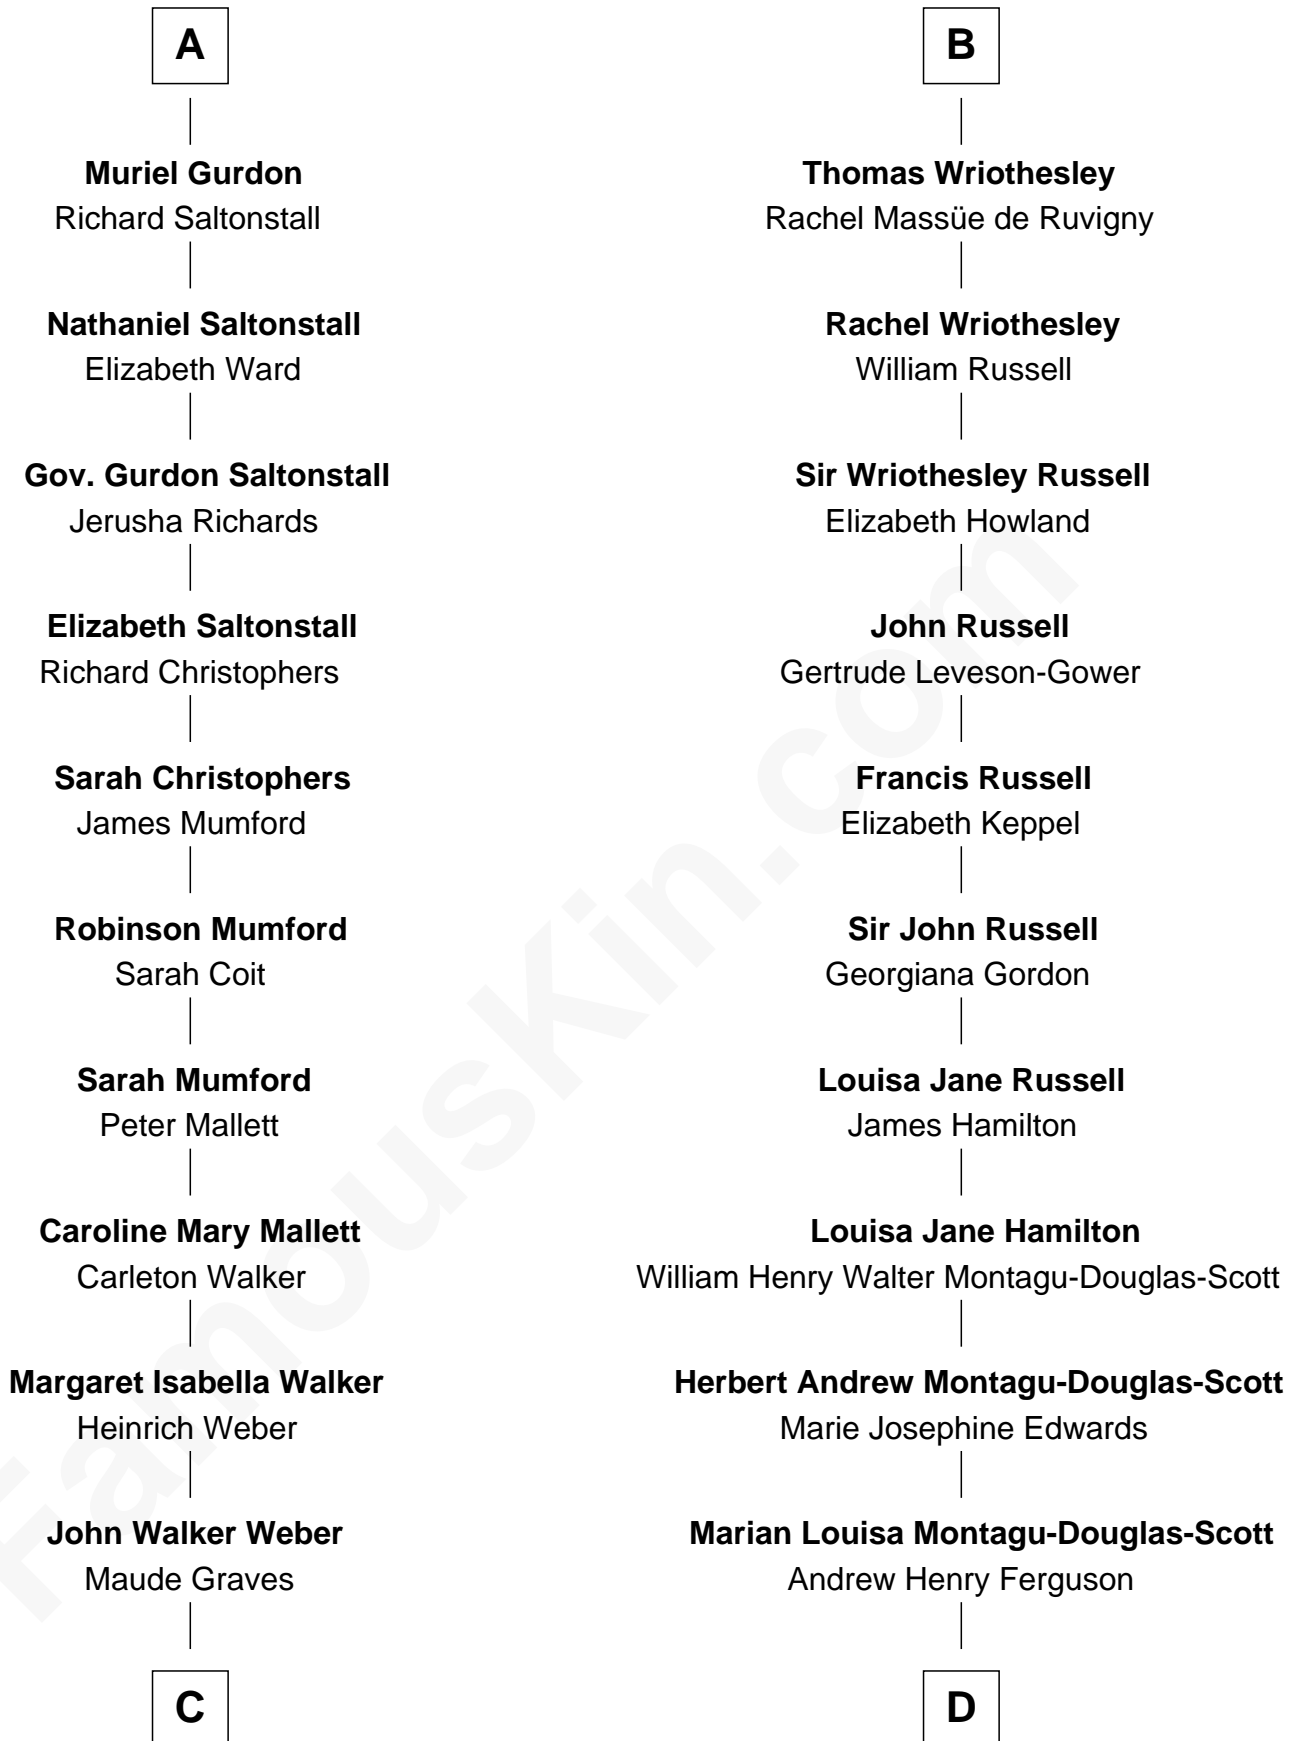 A
Muriel Gurdon
Richard Saltonstall
Nathaniel Saltonstall
Elizabeth Ward
Gov. Gurdon Saltonstall
Jerusha Richards
Elizabeth Saltonstall
Richard Christophers
Sarah Christophers
James Mumford
Robinson Mumford
Sarah Coit
Sarah Mumford
Peter Mallett
Caroline Mary Mallett
Carleton Walker
Margaret Isabella Walker
Heinrich Weber
John Walker Weber
Maude Graves
C
B
Thomas Wriothesley
Rachel Massüe de Ruvigny
Rachel Wriothesley
William Russell
Sir Wriothesley Russell
Elizabeth Howland
John Russell
Gertrude Leveson-Gower
Francis Russell
Elizabeth Keppel
Sir John Russell
Georgiana Gordon
Louisa Jane Russell
James Hamilton
Louisa Jane Hamilton
William Henry Walter Montagu-Douglas-Scott
Herbert Andrew Montagu-Douglas-Scott
Marie Josephine Edwards
Marian Louisa Montagu-Douglas-Scott
Andrew Henry Ferguson
D
FamousKin.com